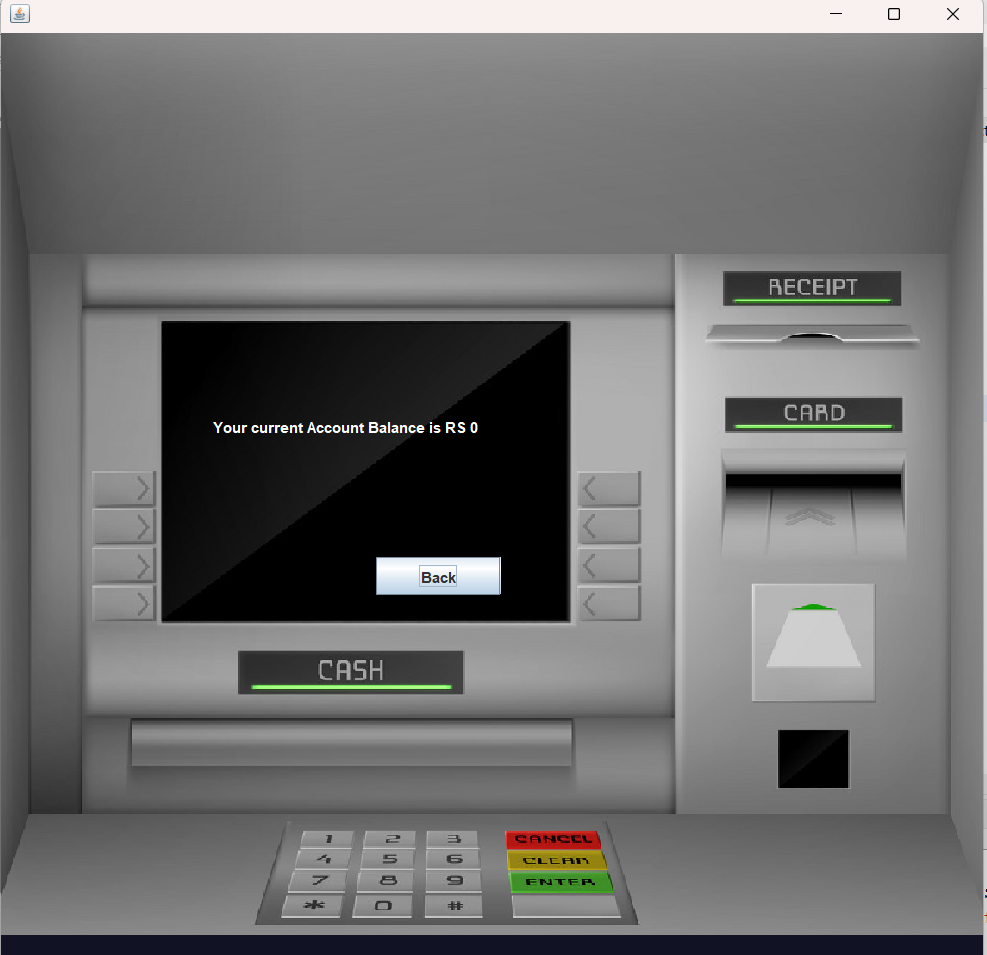 RECEIPT
Your current Account Balance is RS 0
CARD
Back
CASH
1 2 3 CANCEL
4 5 6 CLEAR
7 8 9 ENTER
* 0 #